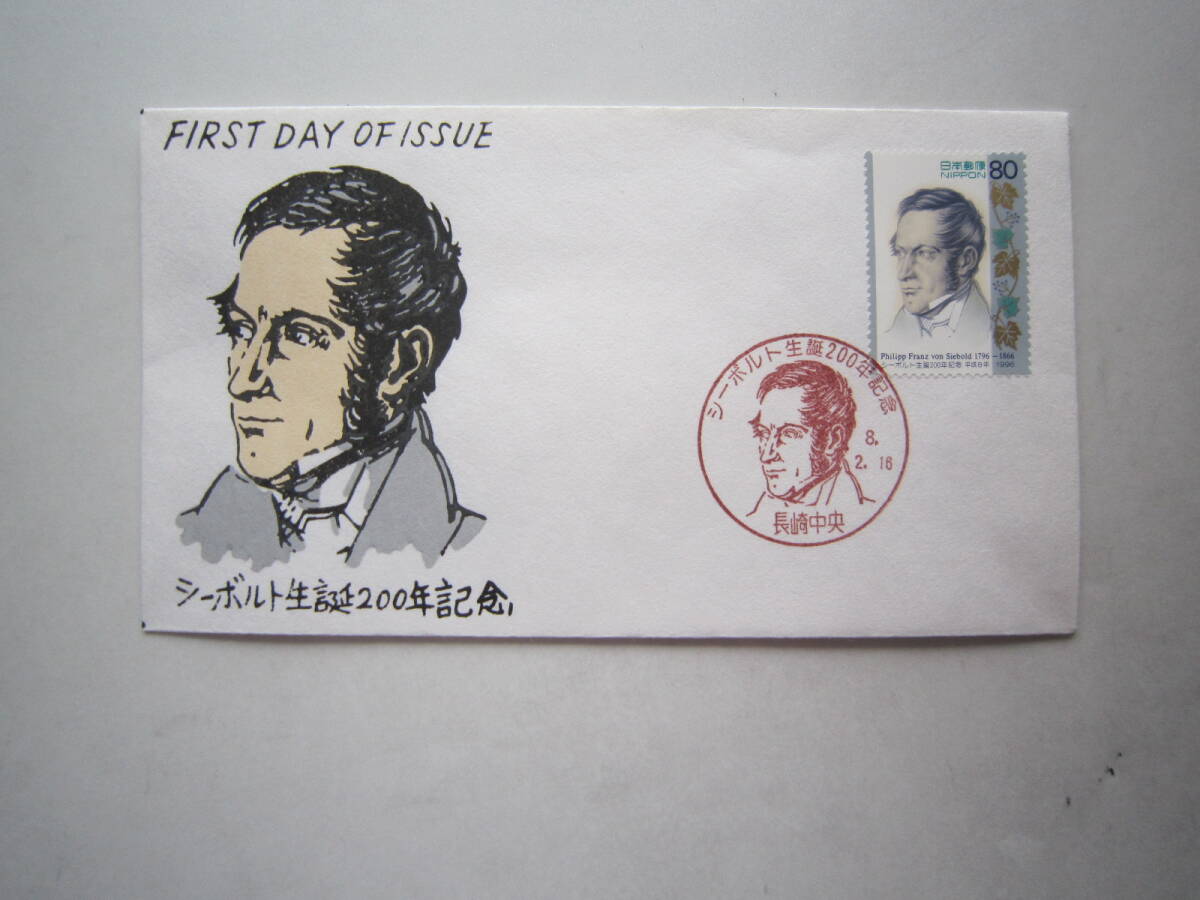 FIRST DAY OF ISSUE
日本郵便 80
NIPPON
Philipp Franz von Siebold 1796-1866
シーボルト生誕200年記念 平成8年 1996
シーボルト生誕200年記念
8.
2.16
長崎中央
シーボルト生誕200年記念